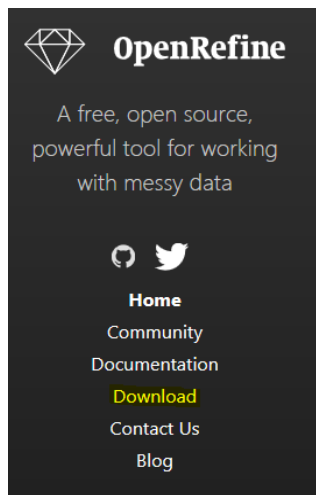 OpenRefine
A free, open source,
powerful tool for working
with messy data
Home
Community
Documentation
Download
Contact Us
Blog